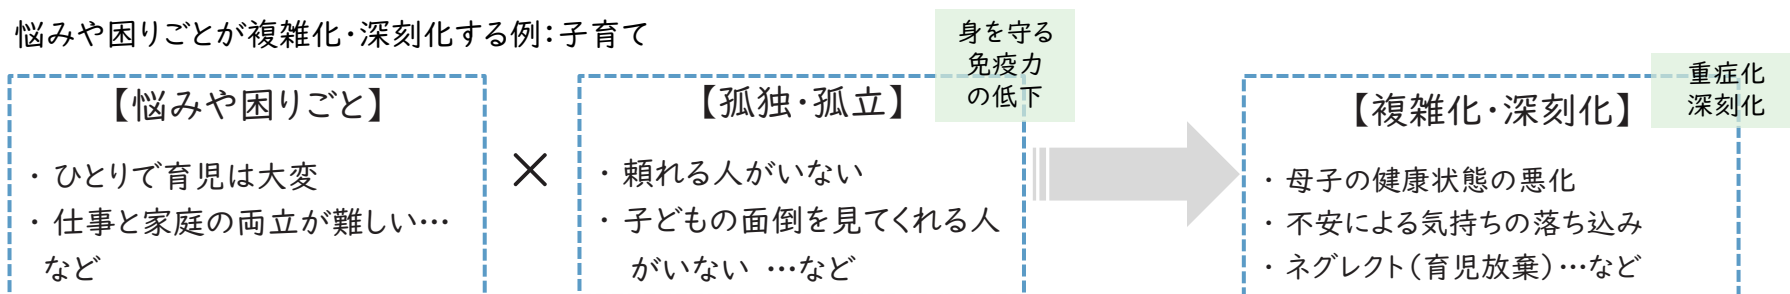 悩みや困りごとが複雑化・深刻化する例：子育て
【悩みや困りごと】
・ ひとりで育児は大変
・ 仕事と家庭の両立が難しい…
など
×
身を守る
免疫力
の低下
【孤独・孤立】
・ 頼れる人がいない
・ 子どもの面倒を見てくれる人
がいない …など
重症化
深刻化
【複雑化・深刻化】
・ 母子の健康状態の悪化
・ 不安による気持ちの落ち込み
・ ネグレクト（育児放棄）…など